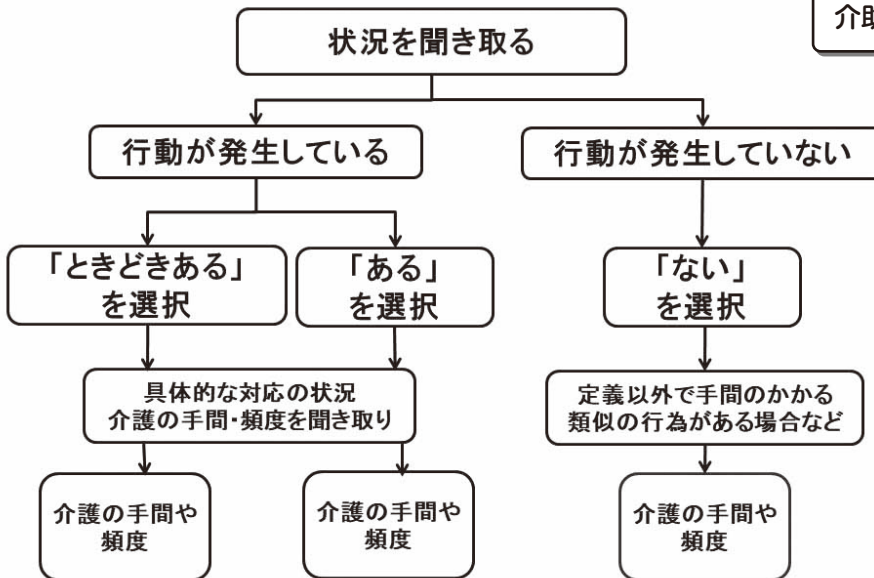 状況を聞き取る
介助
行動が発生している
行動が発生していない
「ときどきある」
を選択
「ある」
を選択
「ない」
を選択
具体的な対応の状況
介護の手間・頻度を聞き取り
定義以外で手間のかかる
類似の行為がある場合など
介護の手間や
頻度
介護の手間や
頻度
介護の手間や
頻度